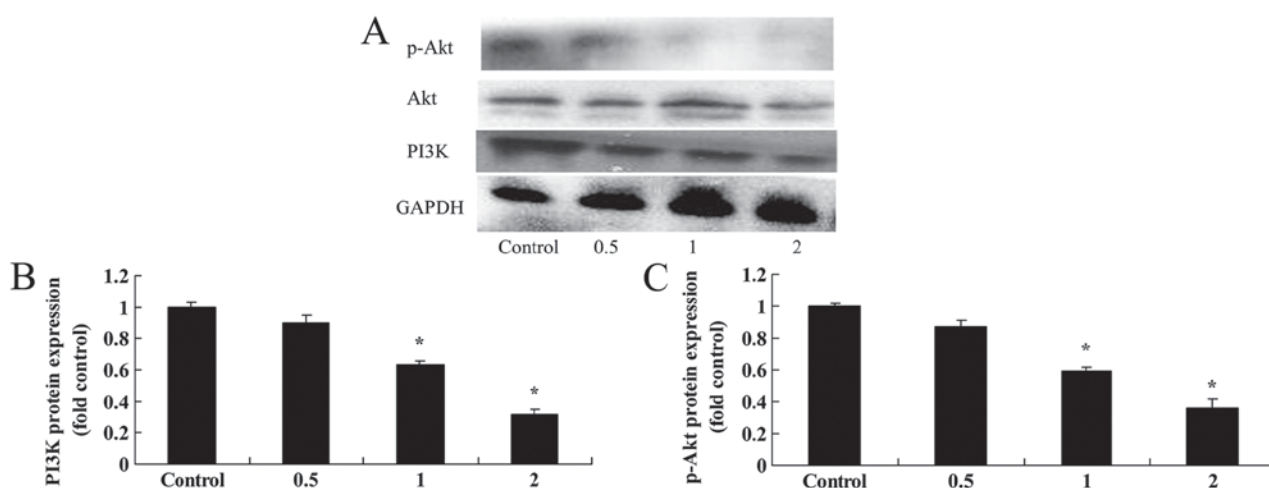 A
p-Akt
Akt
PI3K
GAPDH
Control 0.5 1 2
B
PI3K protein expression
(fold control)
1.2
1
0.8
0.6
0.4
0.2
0
*
*
Control 0.5 1 2
C
p-Akt protein expression
(fold control)
1.2
1
0.8
0.6
0.4
0.2
0
*
*
Control 0.5 1 2